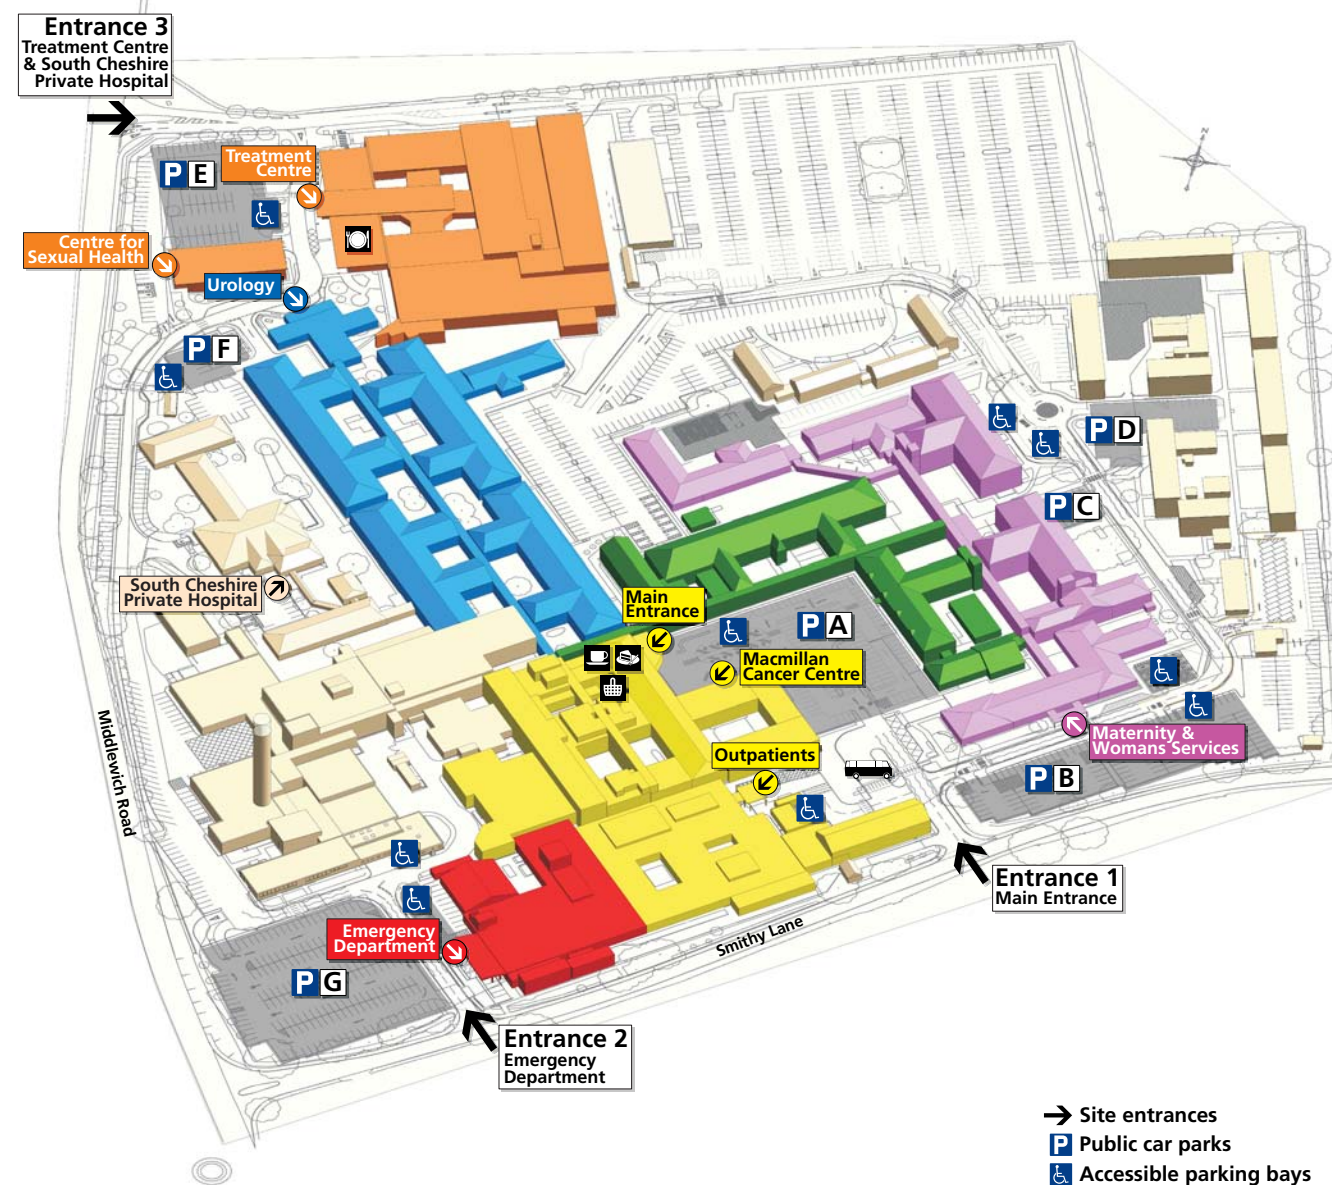 Entrance 3
Treatment Centre
& South Cheshire
Private Hospital
P E
Treatment
Centre
Centre for
Sexual Health
Urology
P F
P D
P C
South Cheshire
Private Hospital
Main
Entrance
P A
Macmillan
Cancer Centre
Maternity &
Womans Services
Outpatients
P B
Middlewich Road
Entrance 1
Main Entrance
Smithy Lane
Emergency
Department
P G
Entrance 2
Emergency
Department
N
Site entrances
P Public car parks
Accessible parking bays